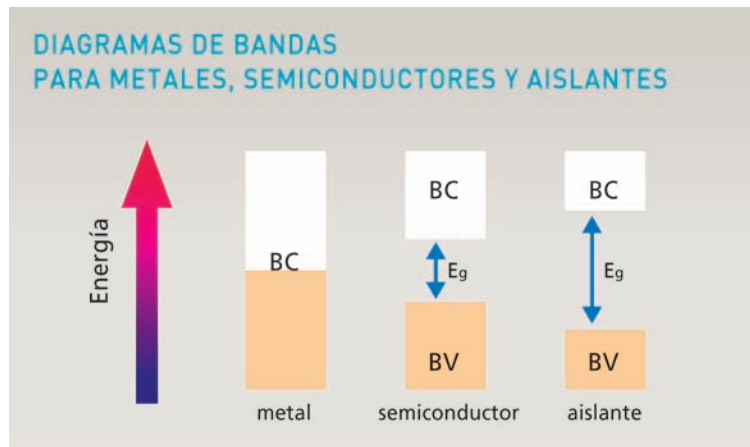 DIAGRAMAS DE BANDAS
PARA METALES, SEMICONDUCTORES Y AISLANTES
Energía
BC
BC
BC
Eg
Eg
BV
BV
metal
semiconductor
aislante